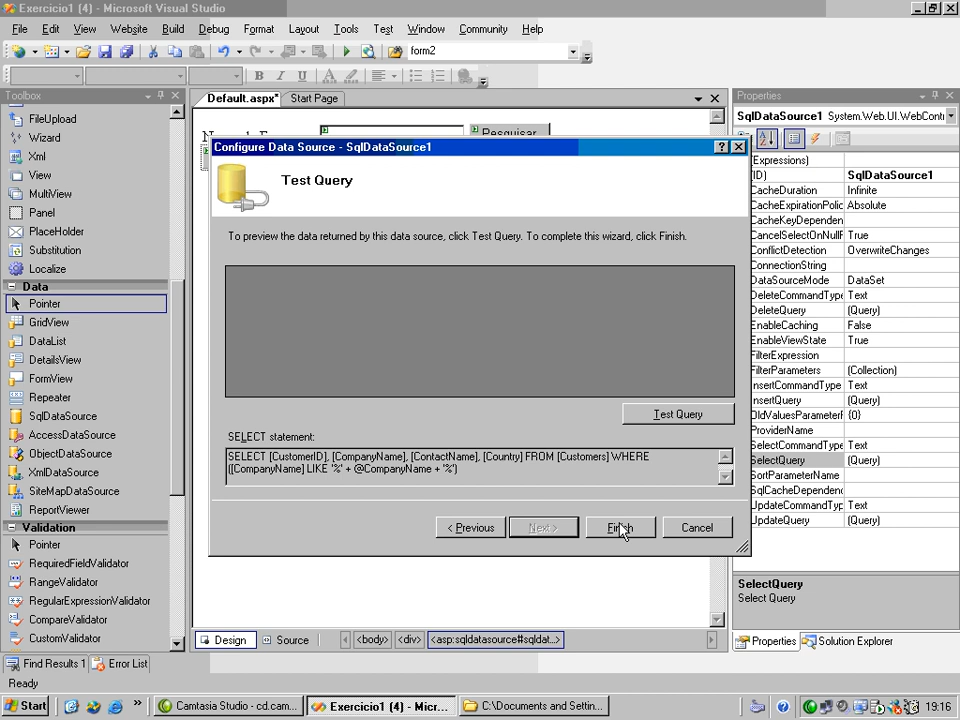 Exercicio1 (4) - Microsoft Visual Studio
File Edit View Website Build Debug Format Layout Tools Test Window Community Help
form2
B I U A
Toolbox
Default.aspx* Start Page
Properties
FileUpload
Wizard
Xml
View
MultiView
Panel
PlaceHolder
Substitution
Localize
Data
Pointer
GridView
DataList
DetailsView
FormView
Repeater
SqlDataSource
AccessDataSource
ObjectDataSource
XmlDataSource
SiteMapDataSource
ReportViewer
Validation
Pointer
RequiredFieldValidator
RangeValidator
RegularExpressionValidator
CompareValidator
CustomValidator
Pesquisar
Configure Data Source - SqlDataSource1
Test Query
To preview the data returned by this data source, click Test Query. To complete this wizard, click Finish.
Test Query
SELECT statement:
SELECT [CustomerID], [CompanyName], [ContactName], [Country] FROM [Customers] WHERE
([CompanyName] LIKE '%' + @CompanyName + '%')
< Previous Next > Finish Cancel
SqlDataSource1 System.Web.UI.WebContr
(Expressions)
(ID) SqlDataSource1
CacheDuration Infinite
CacheExpirationPolic Absolute
CacheKeyDependen
CancelSelectOnNullF True
ConflictDetection OverwriteChanges
ConnectionString
DataSourceMode DataSet
DeleteCommandType Text
DeleteQuery (Query)
EnableCaching False
EnableViewState True
FilterExpression
FilterParameters (Collection)
InsertCommandType Text
InsertQuery (Query)
OldValuesParameterF {0}
ProviderName
SelectCommandType Text
SelectQuery (Query)
SortParameterName
SqlCacheDependenc
UpdateCommandTyp Text
UpdateQuery (Query)
SelectQuery
Select Query
Design Source <body> <div> <asp:sqldatasource#sqldat...>
Properties Solution Explorer
Find Results 1 Error List
Ready
Start » Camtasia Studio - cd.cam... Exercicio1 (4) - Micr... C:\Documents and Settin... 19:16